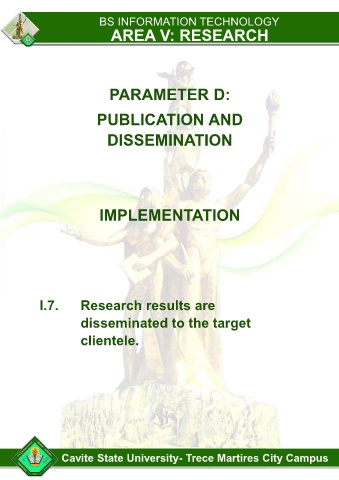 BS INFORMATION TECHNOLOGY
AREA V: RESEARCH
PARAMETER D:
PUBLICATION AND
DISSEMINATION
IMPLEMENTATION
I.7. Research results are
disseminated to the target
clientele.
Cavite State University- Trece Martires City Campus